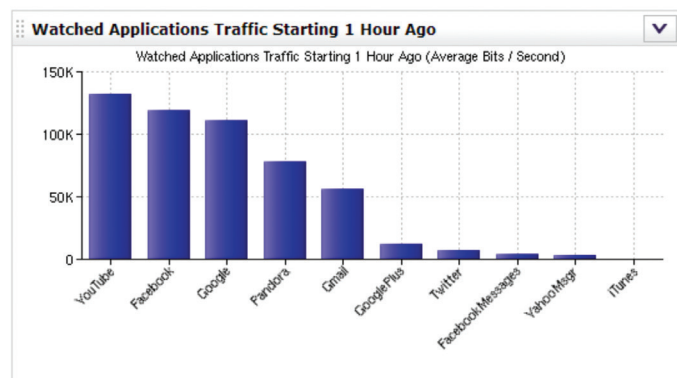 Watched Applications Traffic Starting 1 Hour Ago
Watched Applications Traffic Starting 1 Hour Ago (Average Bits / Second)
150K
100K
50K
0
YouTube
Facebook
Google
Pandora
Gmail
GooglePlus
Twitter
FacebookMessages
YahooMsgr
iTunes